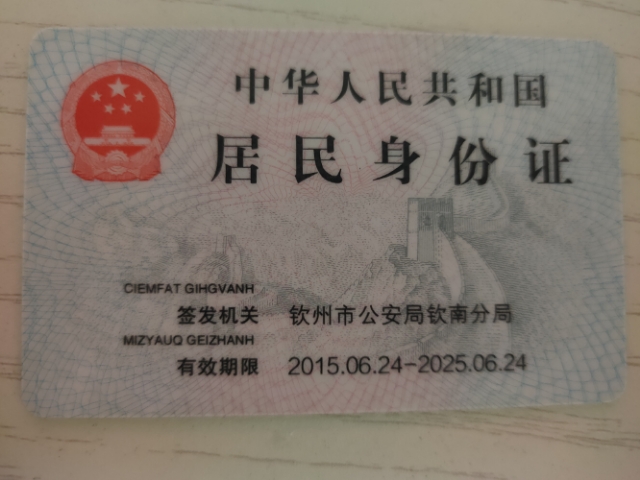 中华人民共和国
居民身份证
CIEMFAT GIHGVANH
签发机关 钦州市公安局钦南分局
MIZYAUQ GEIZHANH
有效期限 2015.06.24-2025.06.24